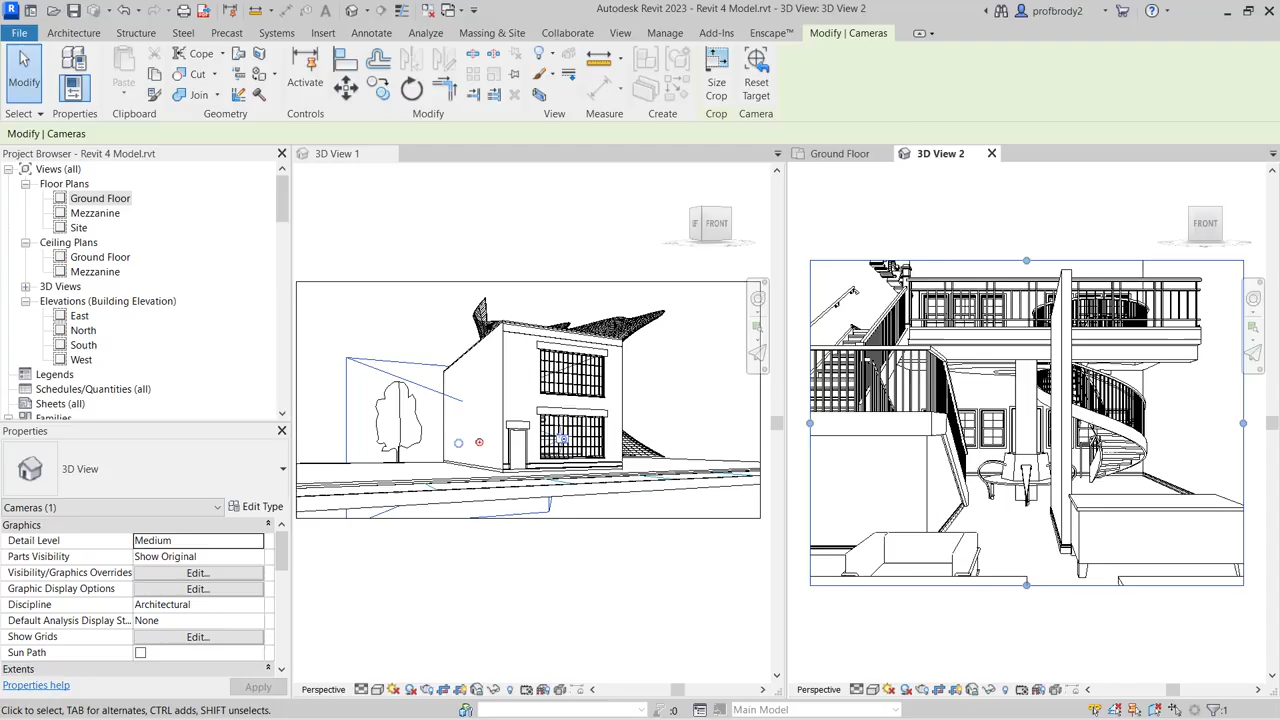 Autodesk Revit 2023 - Revit 4 Model.rvt - 3D View: 3D View 2
profbrody2
File
Architecture
Structure
Steel
Precast
Systems
Insert
Annotate
Analyze
Massing & Site
Collaborate
View
Manage
Add-Ins
Enscape™
Modify | Cameras
Modify
Paste
Cope
Cut
Join
Activate
Size
Crop
Reset
Target
Select
Properties
Clipboard
Geometry
Controls
Modify
View
Measure
Create
Crop
Camera
Modify | Cameras
Project Browser - Revit 4 Model.rvt
3D View 1
Ground Floor
3D View 2
Views (all)
Floor Plans
Ground Floor
Mezzanine
Site
Ceiling Plans
Ground Floor
Mezzanine
3D Views
Elevations (Building Elevation)
East
North
South
West
Legends
Schedules/Quantities (all)
Sheets (all)
Families
FRONT
FRONT
Properties
3D View
Cameras (1)
Edit Type
Graphics
Detail Level Medium
Parts Visibility Show Original
Visibility/Graphics Overrides Edit...
Graphic Display Options Edit...
Discipline Architectural
Default Analysis Display St... None
Show Grids Edit...
Sun Path
Extents
Properties help
Apply
Perspective
Perspective
Click to select, TAB for alternates, CTRL adds, SHIFT unselects.
:0
Main Model
:1